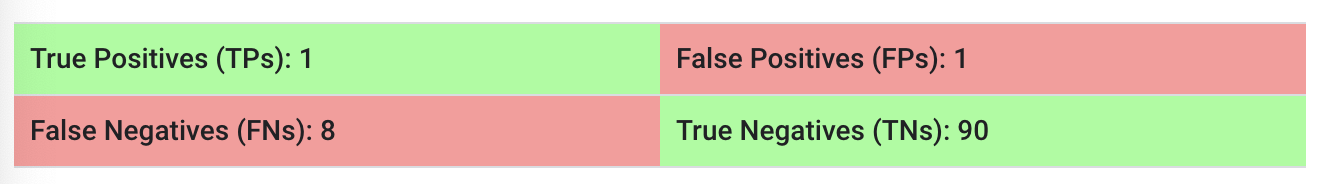 True Positives (TPs): 1
False Positives (FPs): 1
False Negatives (FNs): 8
True Negatives (TNs): 90